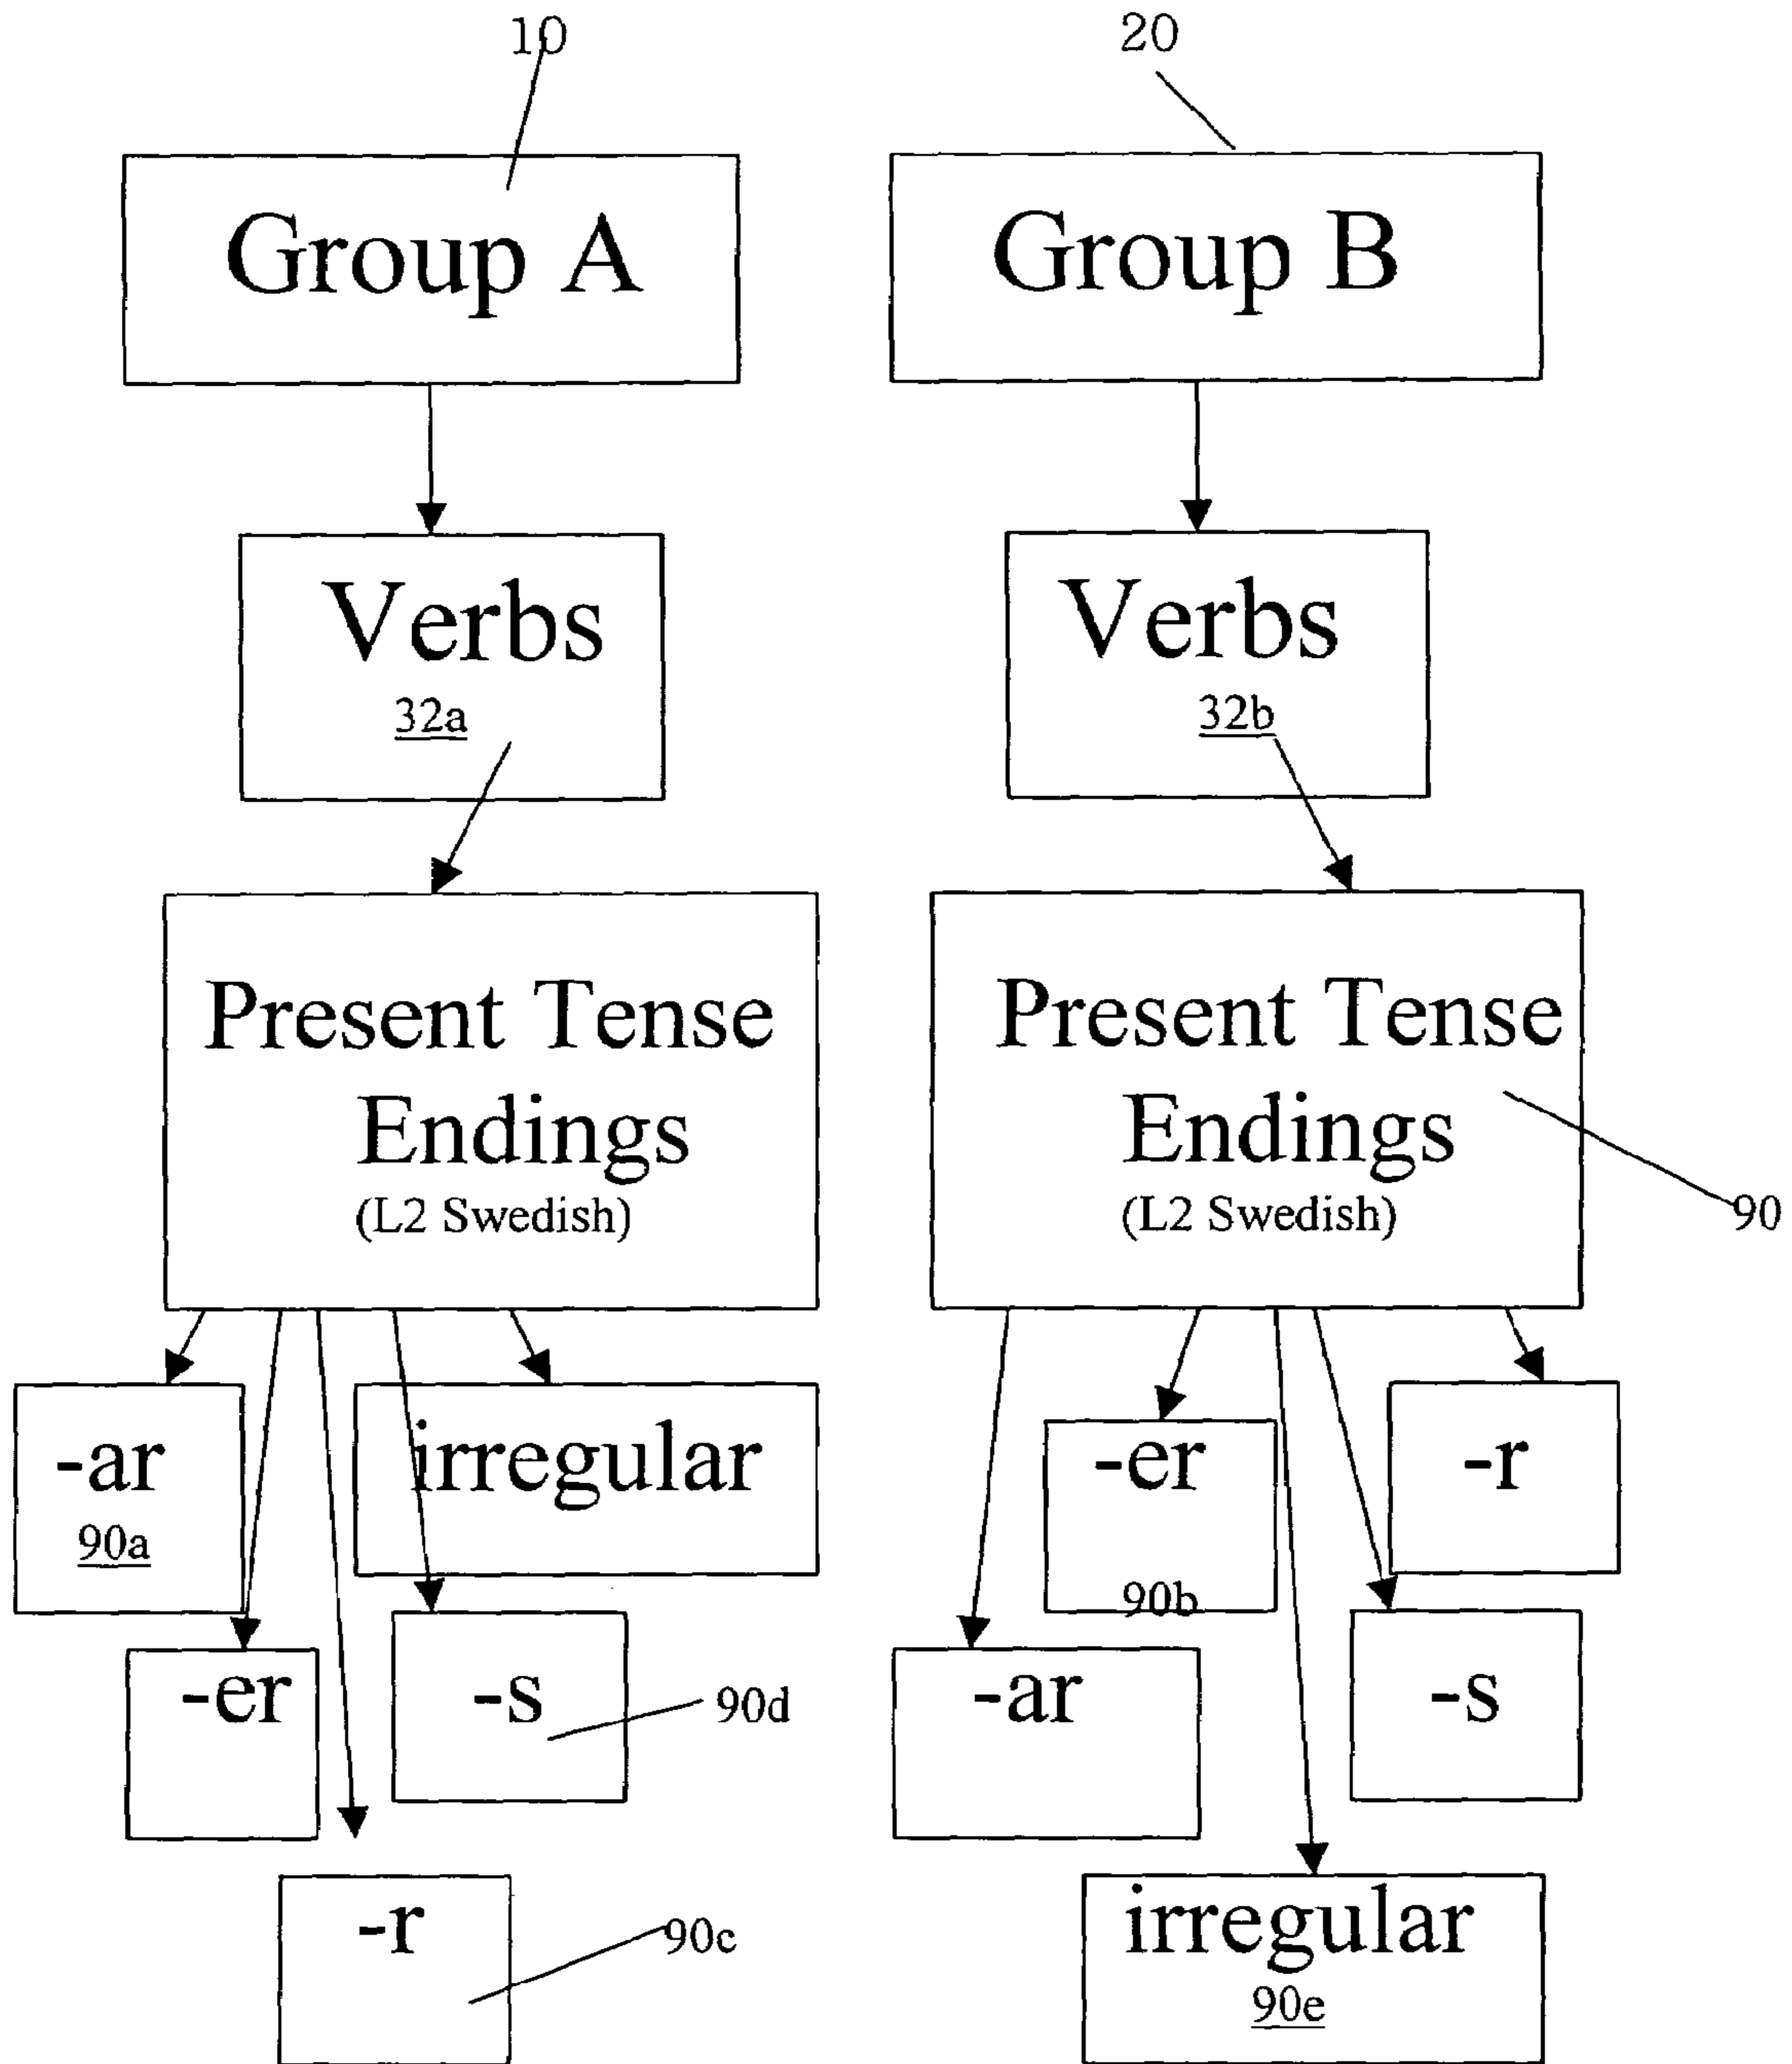 10
20
Group A
Group B
Verbs
32a
Verbs
32b
Present Tense
Endings
(L2 Swedish)
Present Tense
Endings
(L2 Swedish)
90
-ar
90a
irregular
-er
90b
-r
-er
-s
90d
-ar
-s
-r
90c
irregular
90e